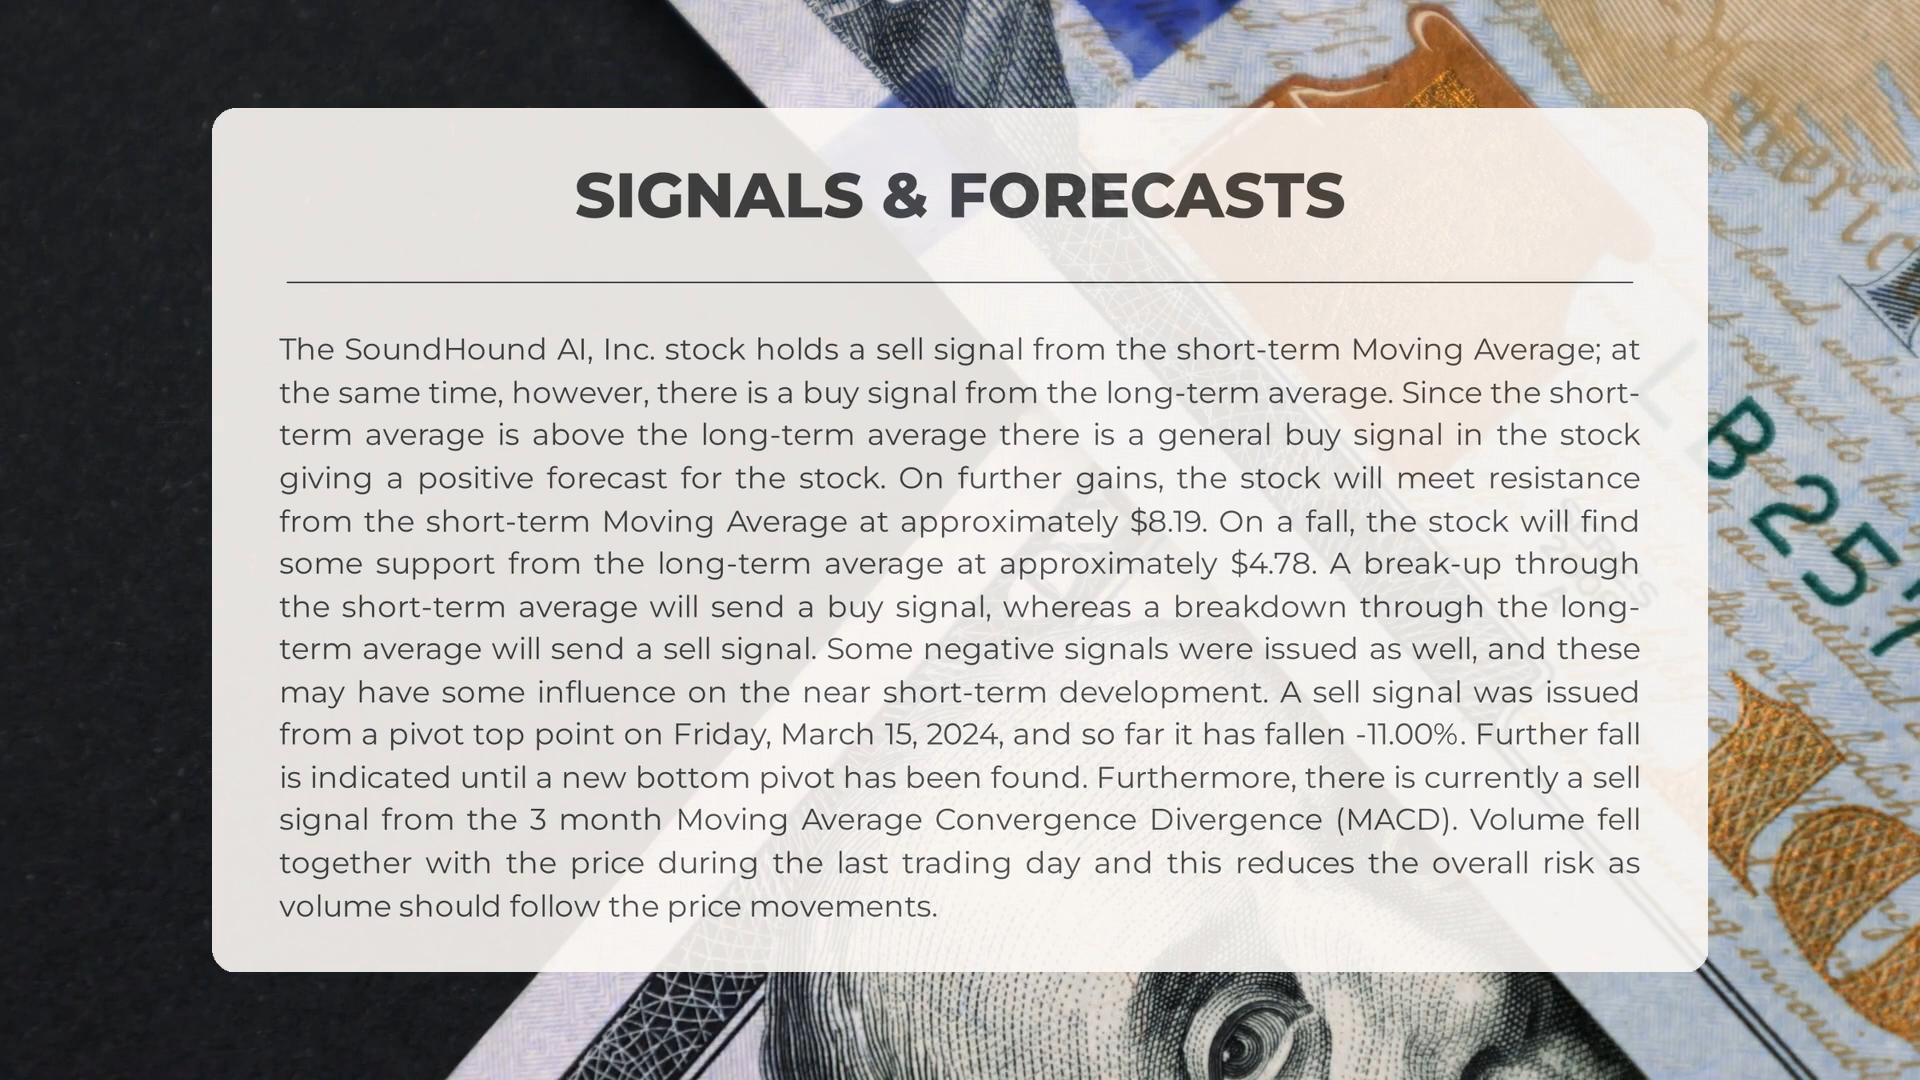 SIGNALS & FORECASTS
The SoundHound AI, Inc. stock holds a sell signal from the short-term Moving Average; at
the same time, however, there is a buy signal from the long-term average. Since the short-
term average is above the long-term average there is a general buy signal in the stock
giving a positive forecast for the stock. On further gains, the stock will meet resistance
from the short-term Moving Average at approximately $8.19. On a fall, the stock will find
some support from the long-term average at approximately $4.78. A break-up through
the short-term average will send a buy signal, whereas a breakdown through the long-
term average will send a sell signal. Some negative signals were issued as well, and these
may have some influence on the near short-term development. A sell signal was issued
from a pivot top point on Friday, March 15, 2024, and so far it has fallen -11.00%. Further fall
is indicated until a new bottom pivot has been found. Furthermore, there is currently a sell
signal from the 3 month Moving Average Convergence Divergence (MACD). Volume fell
together with the price during the last trading day and this reduces the overall risk as
volume should follow the price movements.
LB257